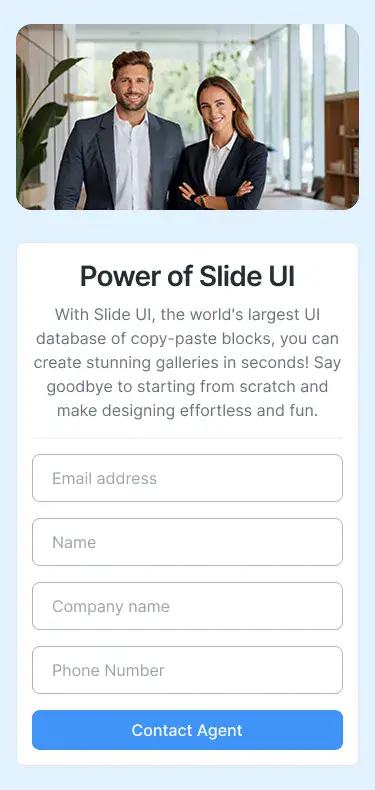 Power of Slide UI
With Slide UI, the world's largest UI
database of copy-paste blocks, you can
create stunning galleries in seconds! Say
goodbye to starting from scratch and
make designing effortless and fun.
Email address
Name
Company name
Phone Number
Contact Agent